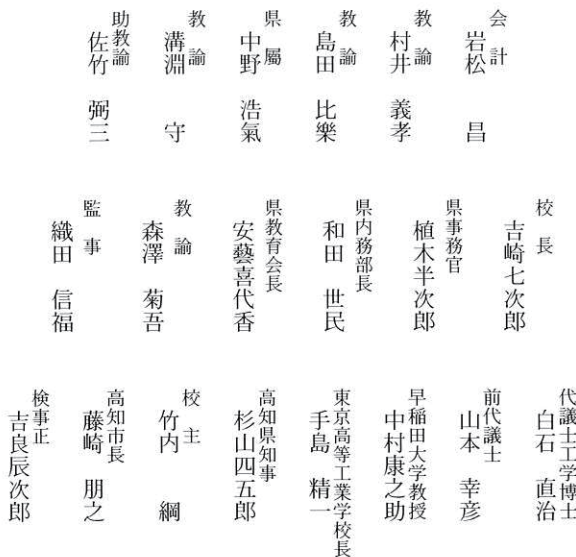 会計
岩松 昌
教諭
村井 義孝
教諭
島田 比樂
県屬
中野 浩氣
教諭
溝淵 守
助教諭
佐竹 弼三
校長
吉崎七次郎
県事務官
植木半次郎
県内務部長
和田 世民
県教育会長
安藝喜代香
教諭
森澤 菊吾
監事
織田 信福
代議士工学博士
白石 直治
前代議士
山本 幸彦
早稲田大学教授
中村康之助
東京高等工業学校長
手島 精一
高知県知事
杉山四五郎
校主
竹内 綱
高知市長
藤崎 朋之
検事正
吉良辰次郎